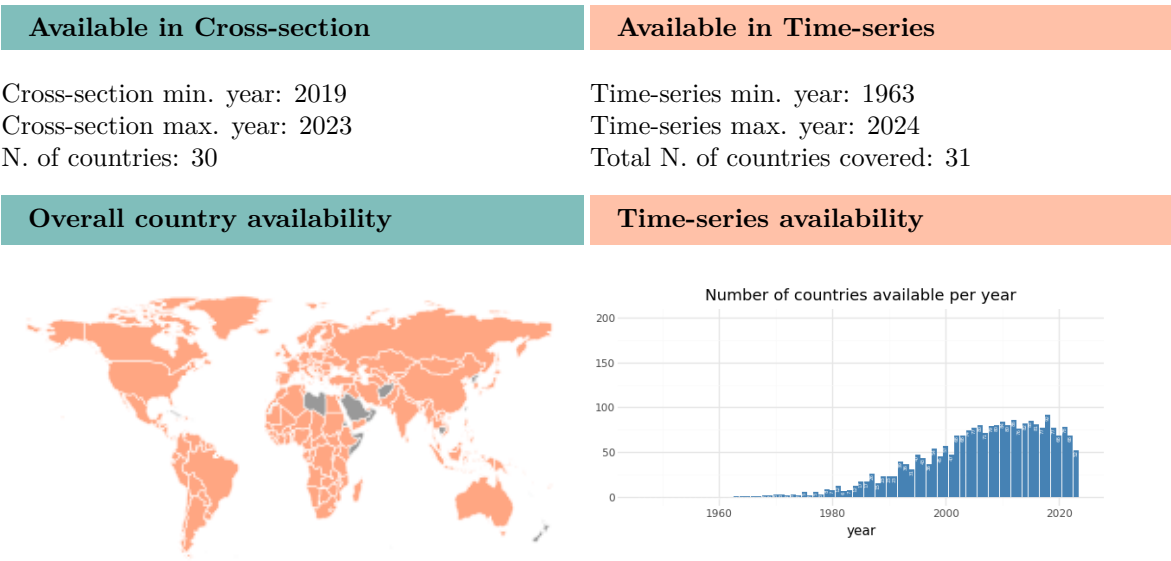 Available in Cross-section
Available in Time-series
Cross-section min. year: 2019
Cross-section max. year: 2023
N. of countries: 30
Time-series min. year: 1963
Time-series max. year: 2024
Total N. of countries covered: 31
Overall country availability
Time-series availability
Number of countries available per year
200
150
100
50
0
1960
1980
2000
2020
year